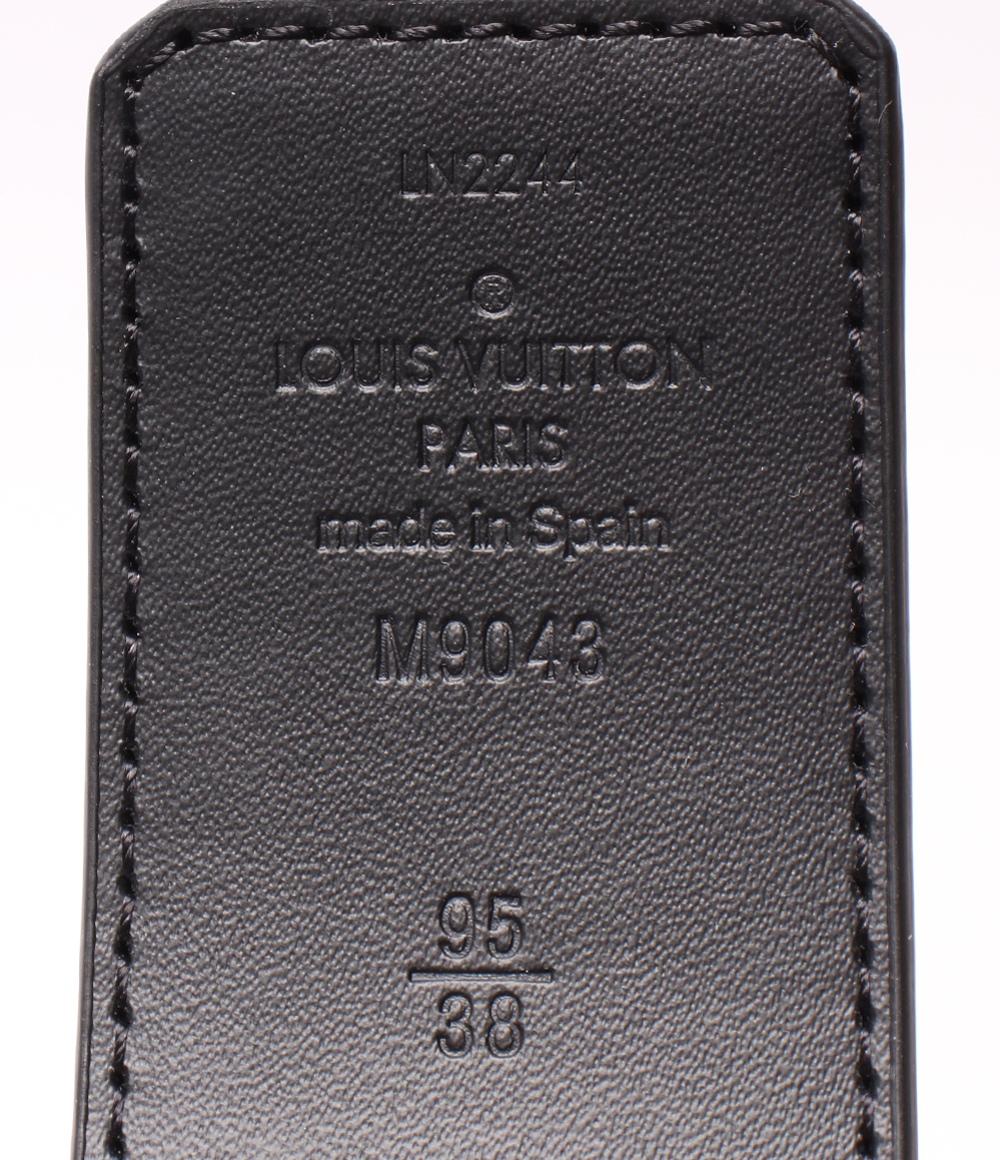 LN2244
®
LOUIS VUITTON
PARIS
made in Spain
M9043
95
38